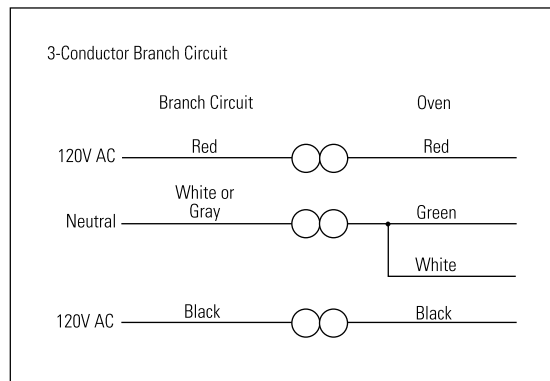 3-Conductor Branch Circuit
Branch Circuit
Oven
120V AC
Red
Red
Neutral
White or
Gray
Green
White
120V AC
Black
Black